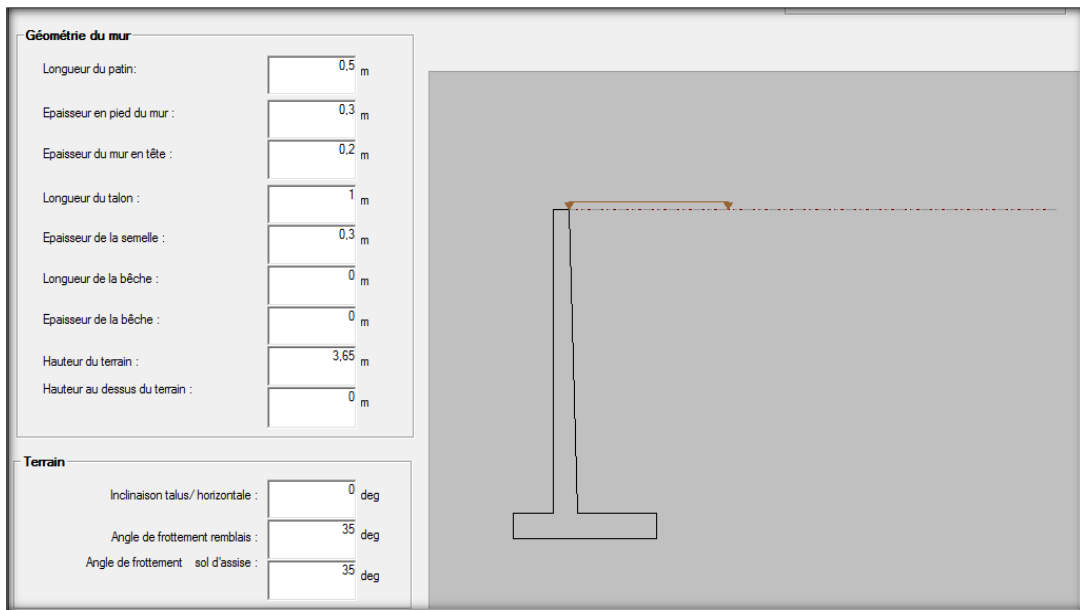 Géométrie du mur
Longueur du patin: 0,5 m
Epaisseur en pied du mur : 0,3 m
Epaisseur du mur en tête : 0,2 m
Longueur du talon : 1 m
Epaisseur de la semelle : 0,3 m
Longueur de la bêche : 0 m
Epaisseur de la bêche : 0 m
Hauteur du terrain : 3,65 m
Hauteur au dessus du terrain : 0 m
Terrain
Inclinaison talus/horizontale : 0 deg
Angle de frottement remblais : 35 deg
Angle de frottement sol d'assise : 35 deg